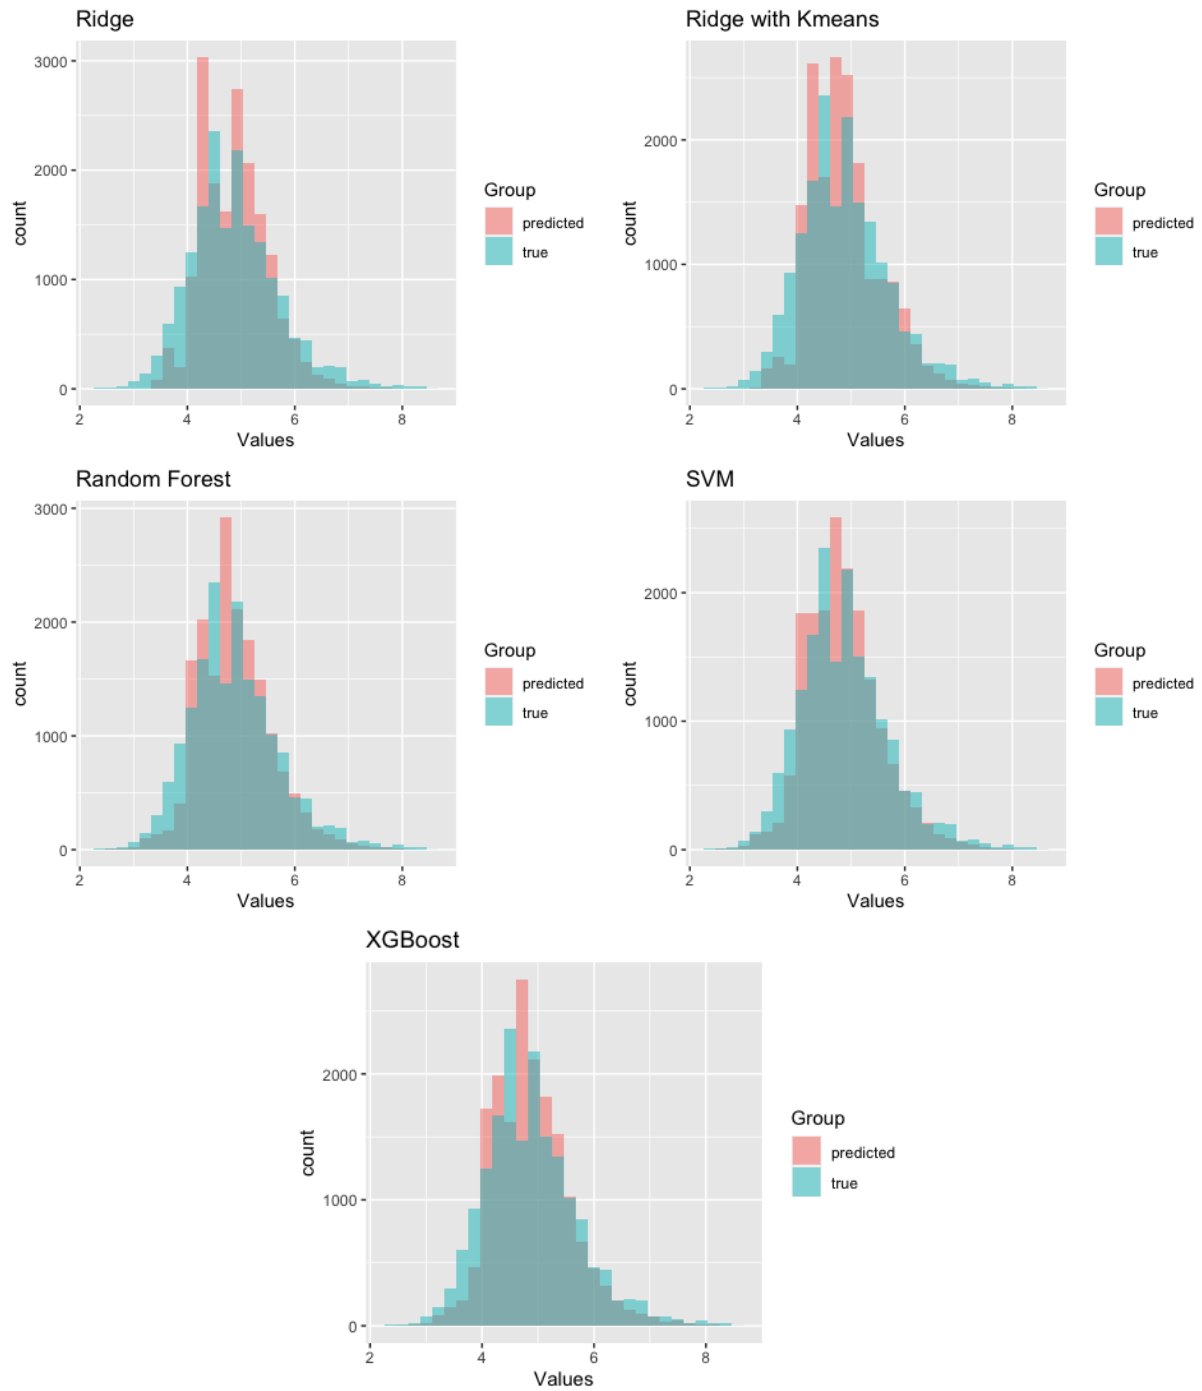 Ridge
3000
2000
1000
0
count
2 4 6 8
Values
Group
predicted
true
Ridge with Kmeans
2000
1000
0
count
2 4 6 8
Values
Group
predicted
true
Random Forest
3000
2000
1000
0
count
2 4 6 8
Values
Group
predicted
true
SVM
2000
1000
0
count
2 4 6 8
Values
Group
predicted
true
XGBoost
2000
1000
0
count
2 4 6 8
Values
Group
predicted
true